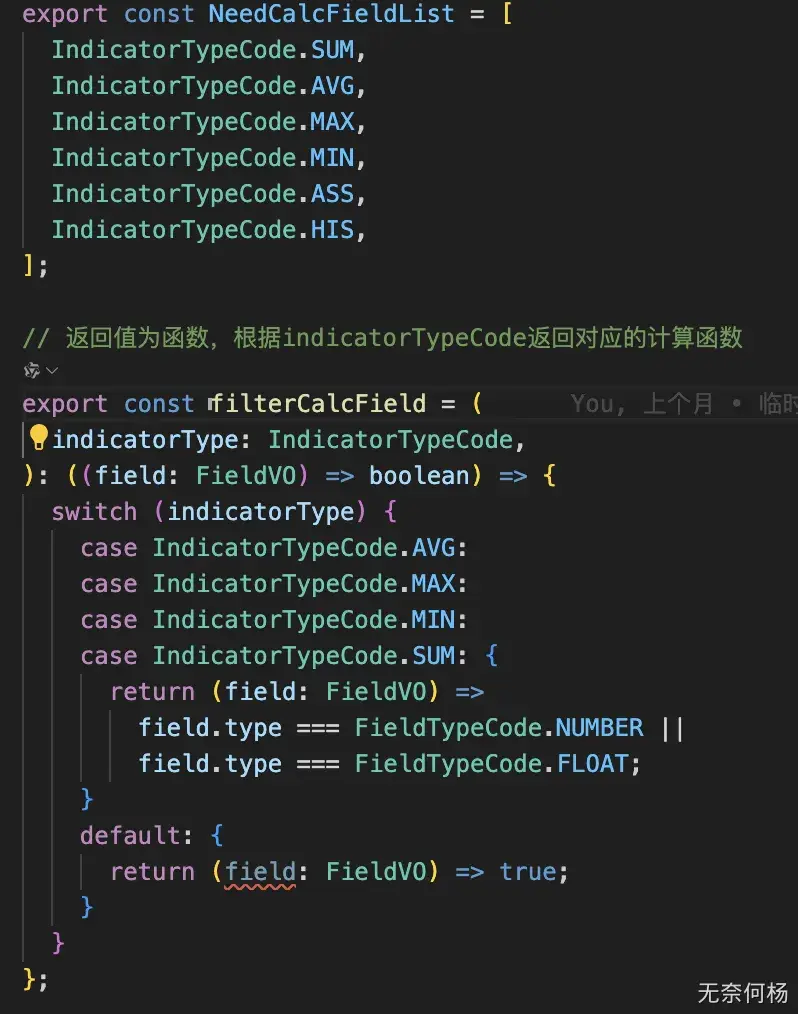 export const NeedCalcFieldList = [
IndicatorTypeCode.SUM,
IndicatorTypeCode.AVG,
IndicatorTypeCode.MAX,
IndicatorTypeCode.MIN,
IndicatorTypeCode.ASS,
IndicatorTypeCode.HIS,
];
// 返回值为函数，根据indicatorTypeCode返回对应的计算函数
export const filterCalcField = ( You, 上个月 • 临时
indicatorType: IndicatorTypeCode,
): ((field: FieldVO) => boolean) => {
switch (indicatorType) {
case IndicatorTypeCode.AVG:
case IndicatorTypeCode.MAX:
case IndicatorTypeCode.MIN:
case IndicatorTypeCode.SUM: {
return (field: FieldVO) =>
field.type === FieldTypeCode.NUMBER ||
field.type === FieldTypeCode.FLOAT;
}
default: {
return (field: FieldVO) => true;
}
}
};
无奈何杨